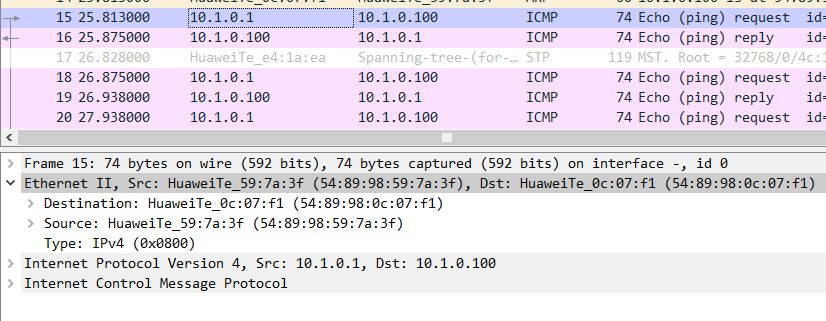 15 25.813000 10.1.0.1 10.1.0.100 ICMP 74 Echo (ping) request id=
16 25.875000 10.1.0.100 10.1.0.1 ICMP 74 Echo (ping) reply id=
17 26.828000 HuaweiTe_e4:1a:ea Spanning-tree-(for-… STP 119 MST. Root = 32768/0/4c:1
18 26.875000 10.1.0.1 10.1.0.100 ICMP 74 Echo (ping) request id=
19 26.938000 10.1.0.100 10.1.0.1 ICMP 74 Echo (ping) reply id=
20 27.938000 10.1.0.1 10.1.0.100 ICMP 74 Echo (ping) request id=
Frame 15: 74 bytes on wire (592 bits), 74 bytes captured (592 bits) on interface -, id 0
Ethernet II, Src: HuaweiTe_59:7a:3f (54:89:98:59:7a:3f), Dst: HuaweiTe_0c:07:f1 (54:89:98:0c:07:f1)
Destination: HuaweiTe_0c:07:f1 (54:89:98:0c:07:f1)
Source: HuaweiTe_59:7a:3f (54:89:98:59:7a:3f)
Type: IPv4 (0x0800)
Internet Protocol Version 4, Src: 10.1.0.1, Dst: 10.1.0.100
Internet Control Message Protocol